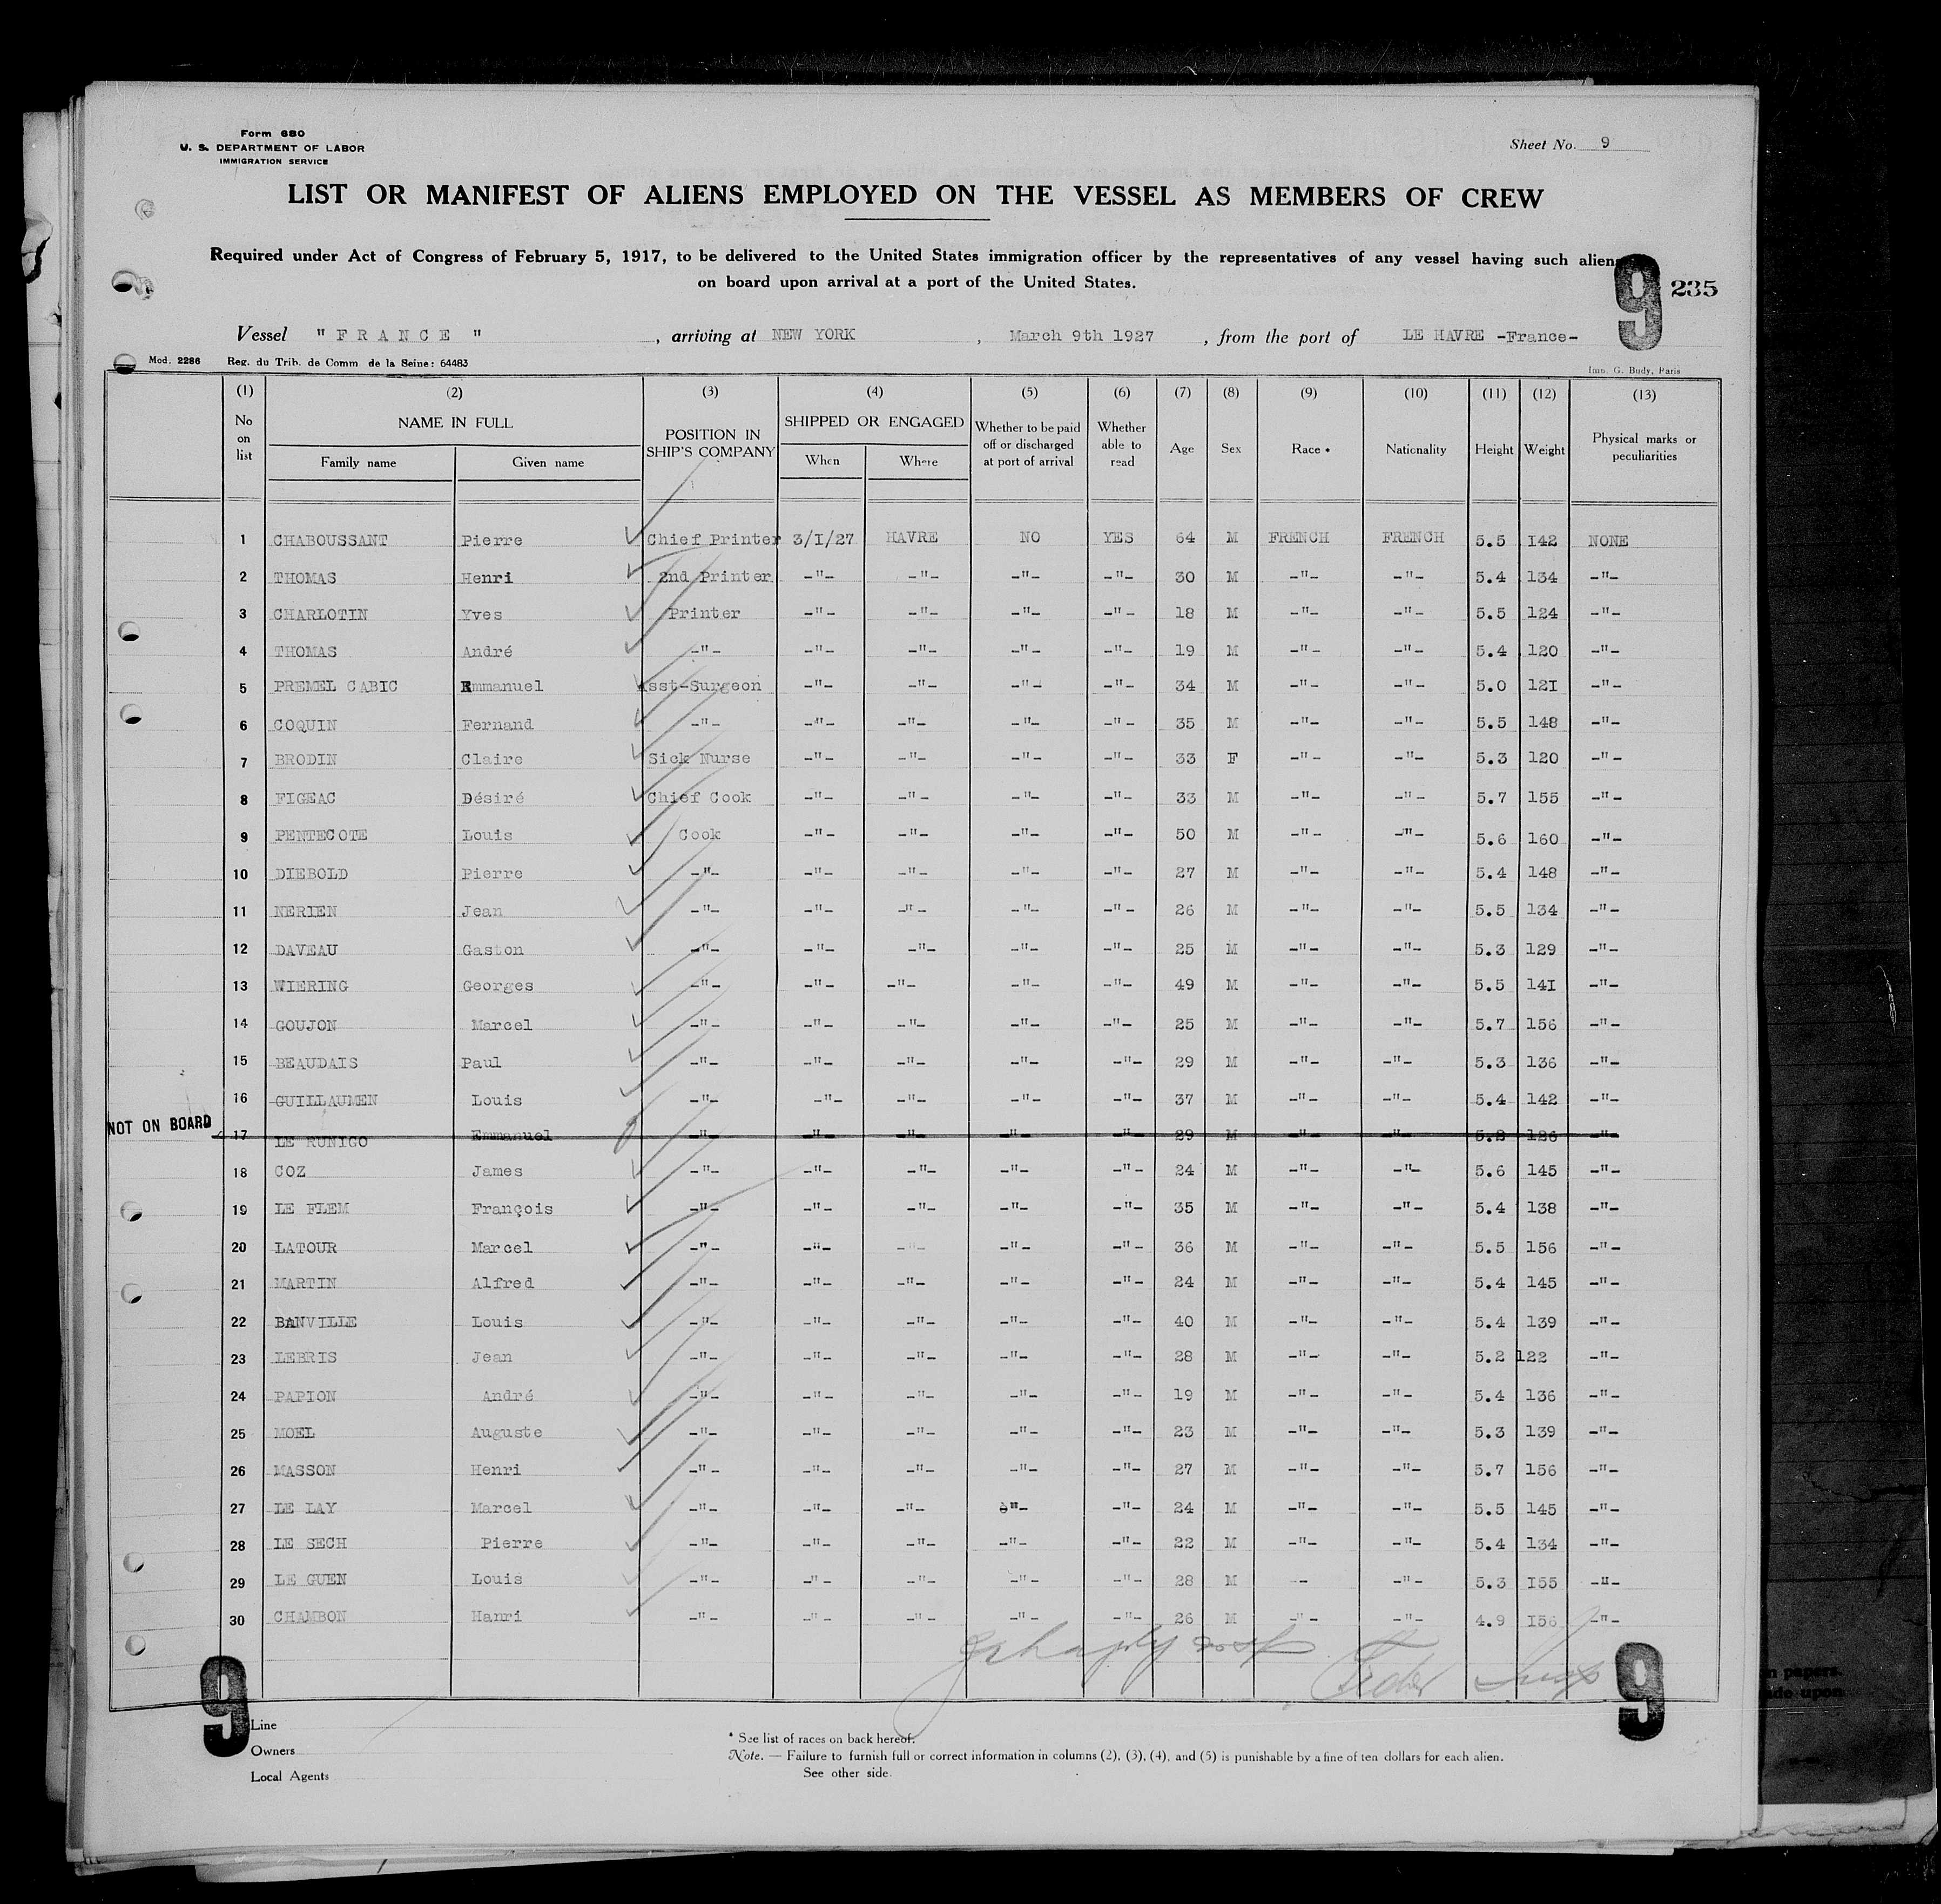 Form 680
U. S. DEPARTMENT OF LABOR
IMMIGRATION SERVICE
Sheet No. 9
LIST OR MANIFEST OF ALIENS EMPLOYED ON THE VESSEL AS MEMBERS OF CREW
Required under Act of Congress of February 5, 1917, to be delivered to the United States immigration officer by the representatives of any vessel having such aliens
on board upon arrival at a port of the United States.
9 235
Vessel "FRANCE" , arriving at NEW YORK , March 9th 1927 , from the port of LE HAVRE -France-
Mod. 2286 Reg. du Trib. de Comm de la Seine: 64483 Imp. G. Budy, Paris
(1) (2) (3) (4) (5) (6) (7) (8) (9) (10) (11) (12) (13)
No on list NAME IN FULL Family name Given name POSITION IN SHIP'S COMPANY SHIPPED OR ENGAGED When Where Whether to be paid off or discharged at port of arrival Whether able to read Age Sex Race * Nationality Height Weight Physical marks or peculiarities
1 CHABOUSSANT Pierre Chief Printer 3/1/27 HAVRE NO YES 64 M FRENCH FRENCH 5.5 142 NONE
2 THOMAS Henri 2nd Printer -"- -"- -"- -"- 30 M -"- -"- 5.4 134 -"-
3 CHARLOTIN Yves Printer -"- -"- -"- -"- 18 M -"- -"- 5.5 124 -"-
4 THOMAS André -"- -"- -"- -"- -"- 19 M -"- -"- 5.4 120 -"-
5 PREMEL CABIC Emmanuel Asst-Surgeon -"- -"- -"- -"- 34 M -"- -"- 5.0 121 -"-
6 COQUIN Fernand -"- -"- -"- -"- -"- 35 M -"- -"- 5.5 148 -"-
7 BRODIN Claire Sick Nurse -"- -"- -"- -"- 33 F -"- -"- 5.3 120 -"-
8 FIGEAC Désiré Chief Cook -"- -"- -"- -"- 33 M -"- -"- 5.7 155 -"-
9 PENTECOTE Louis Cook -"- -"- -"- -"- 50 M -"- -"- 5.6 160 -"-
10 DIEBOLD Pierre -"- -"- -"- -"- -"- 27 M -"- -"- 5.4 148 -"-
11 NERIEN Jean -"- -"- -"- -"- -"- 26 M -"- -"- 5.5 134 -"-
12 DAVEAU Gaston -"- -"- -"- -"- -"- 25 M -"- -"- 5.3 129 -"-
13 WIERING Georges -"- -"- -"- -"- -"- 49 M -"- -"- 5.5 141 -"-
14 GOUJON Marcel -"- -"- -"- -"- -"- 25 M -"- -"- 5.7 156 -"-
15 BEAUDAIS Paul -"- -"- -"- -"- -"- 29 M -"- -"- 5.3 136 -"-
16 GUILLAUMEN Louis -"- -"- -"- -"- -"- 37 M -"- -"- 5.4 142 -"-
NOT ON BOARD 17 LE RUNIGO Emmanuel -"- -"- -"- -"- -"- 29 M -"- -"- 5.2 126 -"-
18 COZ James -"- -"- -"- -"- -"- 24 M -"- -"- 5.6 145 -"-
19 LE FLEM François -"- -"- -"- -"- -"- 35 M -"- -"- 5.4 138 -"-
20 LATOUR Marcel -"- -"- -"- -"- -"- 36 M -"- -"- 5.5 156 -"-
21 MARTIN Alfred -"- -"- -"- -"- -"- 24 M -"- -"- 5.4 145 -"-
22 BANVILLE Louis -"- -"- -"- -"- -"- 40 M -"- -"- 5.4 139 -"-
23 LEBRIS Jean -"- -"- -"- -"- -"- 28 M -"- -"- 5.2 122 -"-
24 PAPION André -"- -"- -"- -"- -"- 19 M -"- -"- 5.4 136 -"-
25 MOEL Auguste -"- -"- -"- -"- -"- 23 M -"- -"- 5.3 139 -"-
26 MASSON Henri -"- -"- -"- -"- -"- 27 M -"- -"- 5.7 156 -"-
27 LE LAY Marcel -"- -"- -"- -"- -"- 24 M -"- -"- 5.5 145 -"-
28 LE SECH Pierre -"- -"- -"- -"- -"- 22 M -"- -"- 5.4 134 -"-
29 LE GUEN Louis -"- -"- -"- -"- -"- 28 M -- -"- 5.3 155 -"-
30 CHAMBON Hanri -"- -"- -"- -"- -"- 26 M -"- -"- 4.9 156 -"-
9 9
Line
Owners
Local Agents
* See list of races on back hereof.
Note. — Failure to furnish full or correct information in columns (2), (3), (4), and (5) is punishable by a fine of ten dollars for each alien.
See other side.
n papers.
ide upon